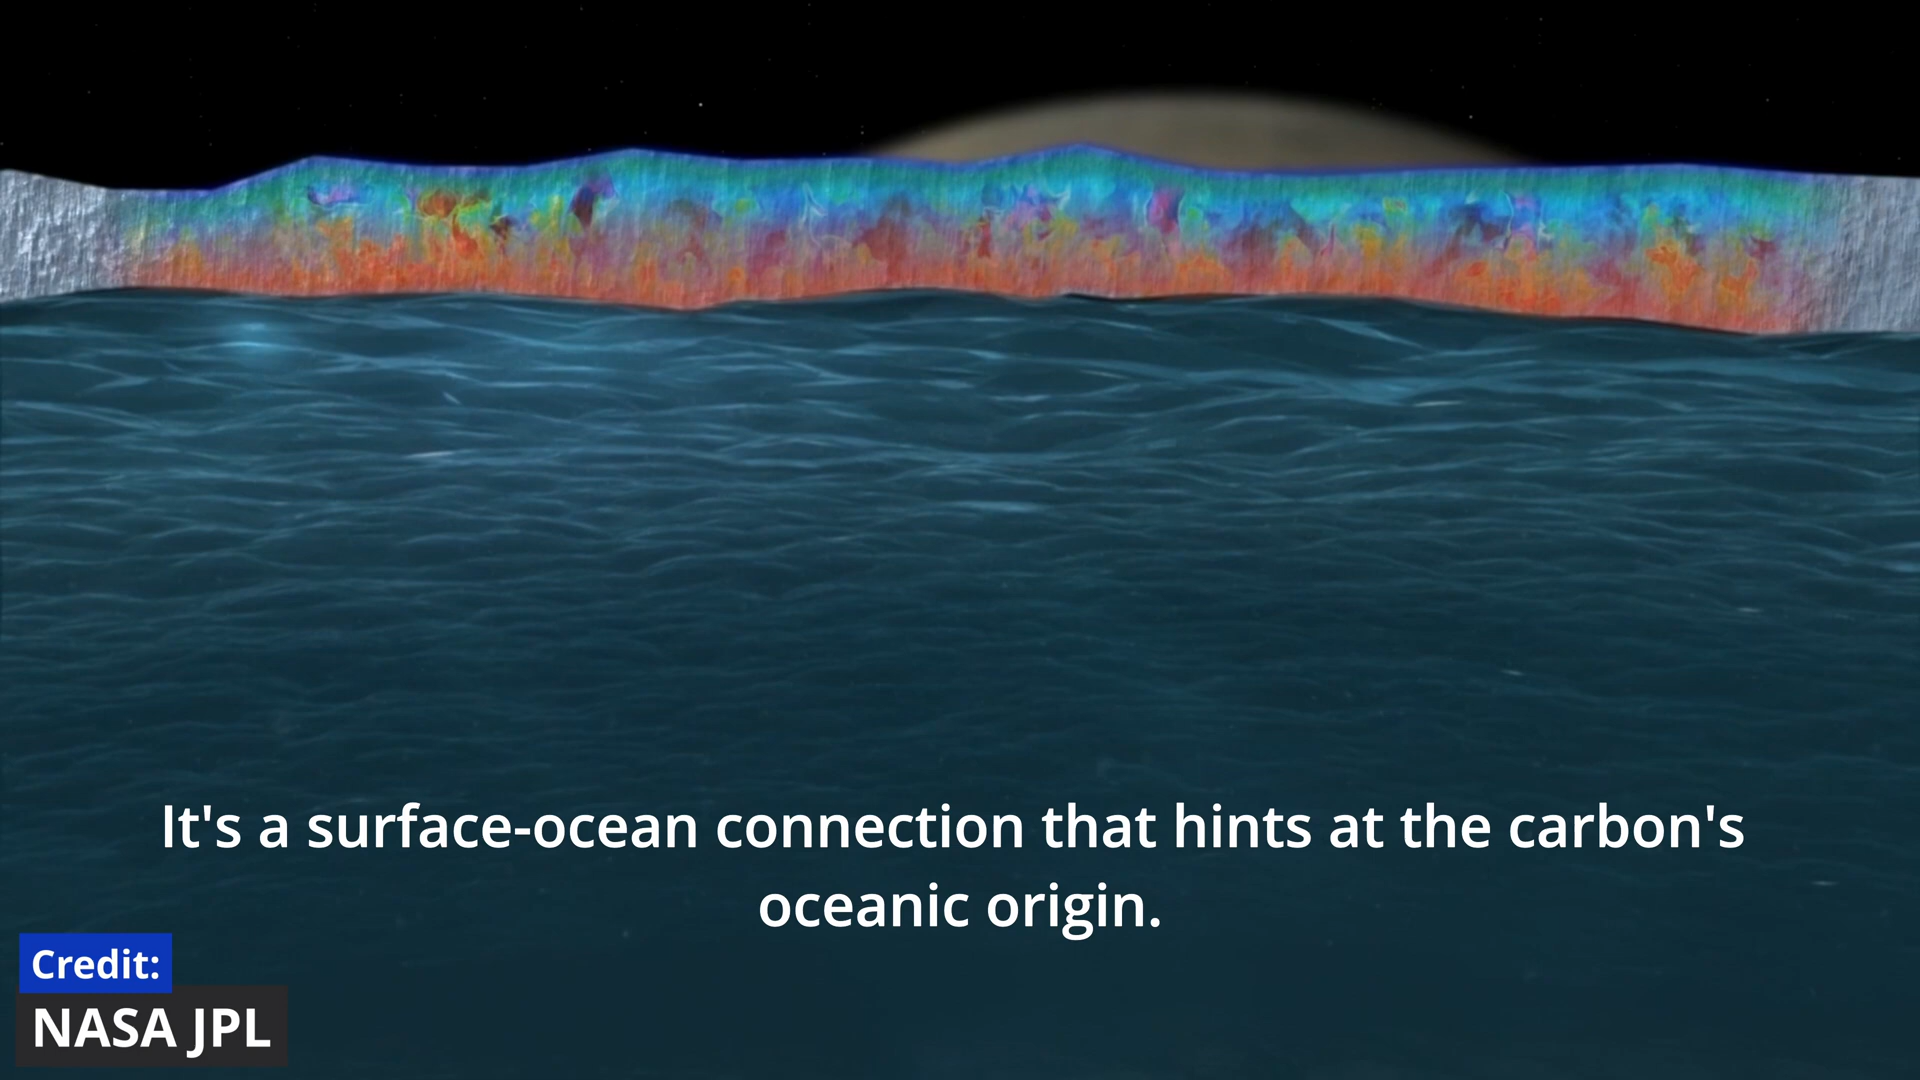 It's a surface-ocean connection that hints at the carbon's
oceanic origin.
Credit:
NASA JPL